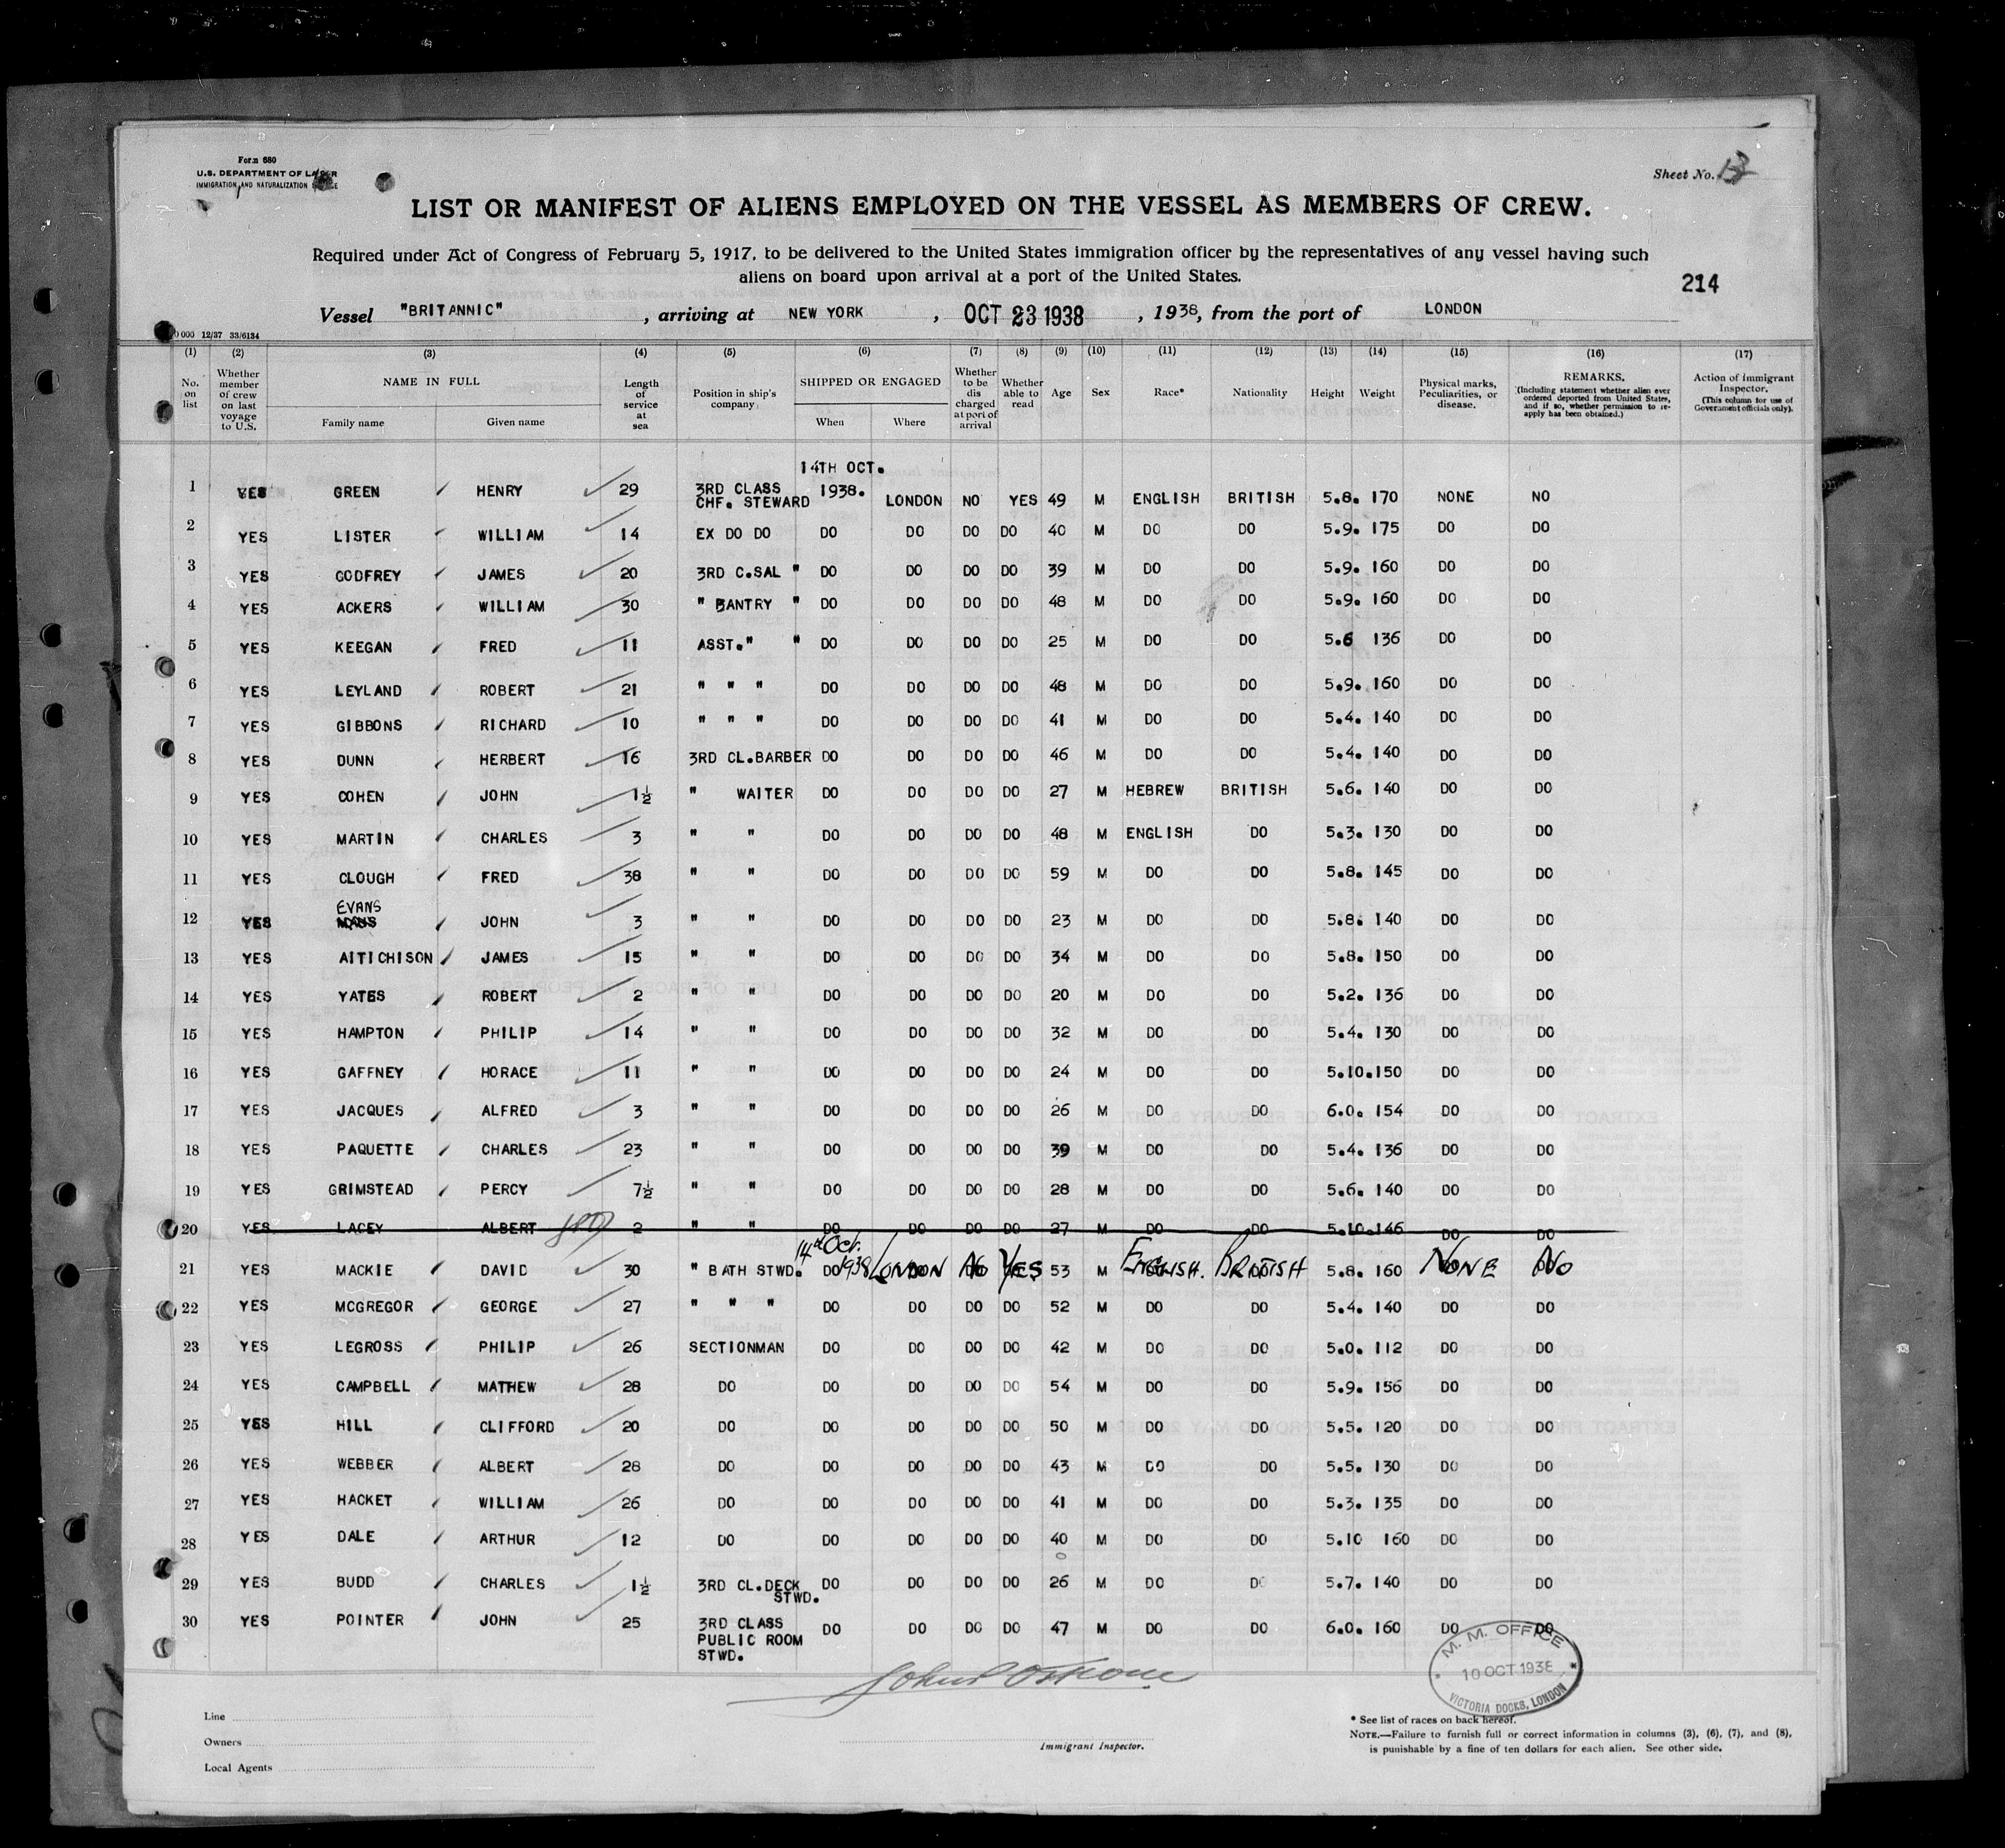 Form 680
U. S. DEPARTMENT OF LABOR
IMMIGRATION AND NATURALIZATION SERVICE
Sheet No. 13
LIST OR MANIFEST OF ALIENS EMPLOYED ON THE VESSEL AS MEMBERS OF CREW.
Required under Act of Congress of February 5, 1917, to be delivered to the United States immigration officer by the representatives of any vessel having such
aliens on board upon arrival at a port of the United States.
214
Vessel "BRITANNIC" , arriving at NEW YORK , OCT 23 1938 , 1938, from the port of LONDON
000 12/37 33/6134
(1) (2) (3) (4) (5) (6) (7) (8) (9) (10) (11) (12) (13) (14) (15) (16) (17)
No. on list Whether member of crew on last voyage to U.S. NAME IN FULL Family name Given name Length of service at sea Position in ship's company SHIPPED OR ENGAGED When Where Whether to be dis charged at port of arrival Whether able to read Age Sex Race* Nationality Height Weight Physical marks, Peculiarities, or disease. REMARKS. (Including statement whether alien ever ordered deported from United States, and if so, whether permission to re-apply has been obtained.) Action of Immigrant Inspector. (This column for use of Government officials only).
14TH OCT.
1 YES GREEN HENRY 29 3RD CLASS CHF. STEWARD 1938. LONDON NO YES 49 M ENGLISH BRITISH 5.8. 170 NONE NO
2 YES LISTER WILLIAM 14 EX DO DO DO DO DO DO 40 M DO DO 5.9. 175 DO DO
3 YES GODFREY JAMES 20 3RD C.SAL " DO DO DO DO 39 M DO DO 5.9. 160 DO DO
4 YES ACKERS WILLIAM 30 " PANTRY " DO DO DO DO 48 M DO DO 5.9. 160 DO DO
5 YES KEEGAN FRED 11 ASST." " DO DO DO DO 25 M DO DO 5.6 136 DO DO
6 YES LEYLAND ROBERT 21 " " " DO DO DO DO 48 M DO DO 5.9. 160 DO DO
7 YES GIBBONS RICHARD 10 " " " DO DO DO DO 41 M DO DO 5.4. 140 DO DO
8 YES DUNN HERBERT 16 3RD CL.BARBER DO DO DO DO 46 M DO DO 5.4. 140 DO DO
9 YES COHEN JOHN 1½ " WAITER DO DO DO DO 27 M HEBREW BRITISH 5.6. 140 DO DO
10 YES MARTIN CHARLES 3 " " DO DO DO DO 48 M ENGLISH DO 5.3. 130 DO DO
11 YES CLOUGH FRED 38 " " DO DO DO DO 59 M DO DO 5.8. 145 DO DO
12 YES EVANS JOHN 3 " " DO DO DO DO 23 M DO DO 5.8. 140 DO DO
13 YES AITICHISON JAMES 15 " " DO DO DO DO 34 M DO DO 5.8. 150 DO DO
14 YES YATES ROBERT 2 " " DO DO DO DO 20 M DO DO 5.2. 136 DO DO
15 YES HAMPTON PHILIP 14 " " DO DO DO DO 32 M DO DO 5.4. 130 DO DO
16 YES GAFFNEY HORACE 11 " " DO DO DO DO 24 M DO DO 5.10.150 DO DO
17 YES JACQUES ALFRED 3 " " DO DO DO DO 26 M DO DO 6.0. 154 DO DO
18 YES PAQUETTE CHARLES 23 " " DO DO DO DO 39 M DO DO 5.4. 136 DO DO
19 YES GRIMSTEAD PERCY 7½ " " DO DO DO DO 28 M DO DO 5.6. 140 DO DO
20 YES LACEY ALBERT 2 " " DO DO DO DO 27 M DO DO 5.10.146 DO DO
14th Oct.
21 YES MACKIE DAVID 30 " BATH STWD. DO 1938 LONDON NO YES 53 M ENGLISH. BRITISH 5.8. 160 NONE NO
22 YES MCGREGOR GEORGE 27 " " " DO DO DO DO 52 M DO DO 5.4. 140 DO DO
23 YES LEGROSS PHILIP 26 SECTIONMAN DO DO DO DO 42 M DO DO 5.0. 112 DO DO
24 YES CAMPBELL MATHEW 28 DO DO DO DO DO 54 M DO DO 5.9. 156 DO DO
25 YES HILL CLIFFORD 20 DO DO DO DO DO 50 M DO DO 5.5. 120 DO DO
26 YES WEBBER ALBERT 28 DO DO DO DO DO 43 M DO DO 5.5. 130 DO DO
27 YES HACKET WILLIAM 26 DO DO DO DO DO 41 M DO DO 5.3. 135 DO DO
28 YES DALE ARTHUR 12 DO DO DO DO DO 40 M DO DO 5.10 160 DO DO
29 YES BUDD CHARLES 1½ 3RD CL.DECK STWD. DO DO DO DO 26 M DO DO 5.7. 140 DO DO
30 YES POINTER JOHN 25 3RD CLASS PUBLIC ROOM STWD. DO DO DO DO 47 M DO DO 6.0. 160 DO DO
M. M. OFFICE
10 OCT 1938
VICTORIA DOCKS, LONDON
Line
Owners
Local Agents
Immigrant Inspector.
* See list of races on back hereof.
NOTE.—Failure to furnish full or correct information in columns (3), (6), (7), and (8),
is punishable by a fine of ten dollars for each alien. See other side.